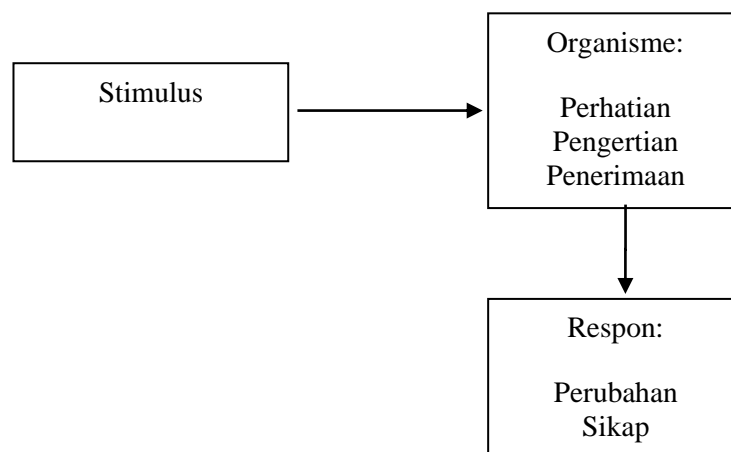 Stimulus
Organisme:
Perhatian
Pengertian
Penerimaan
Respon:
Perubahan
Sikap